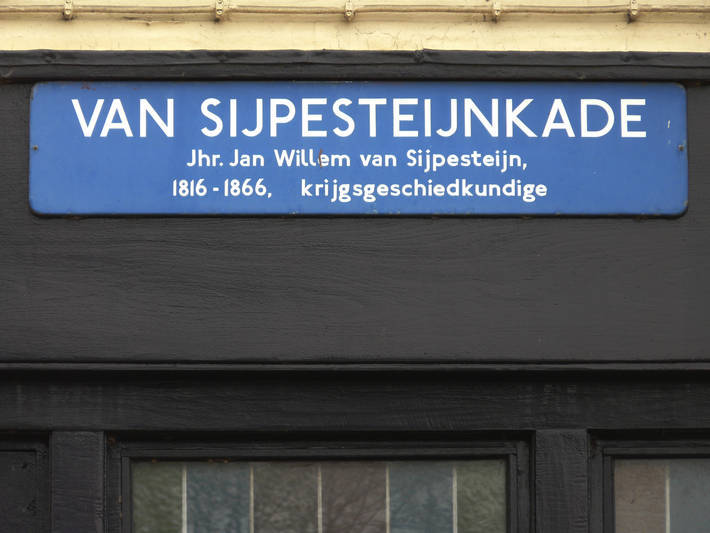 VAN SIJPESTEIJNKADE
Jhr. Jan Willem van Sijpesteijn,
1816 - 1866, krijgsgeschiedkundige